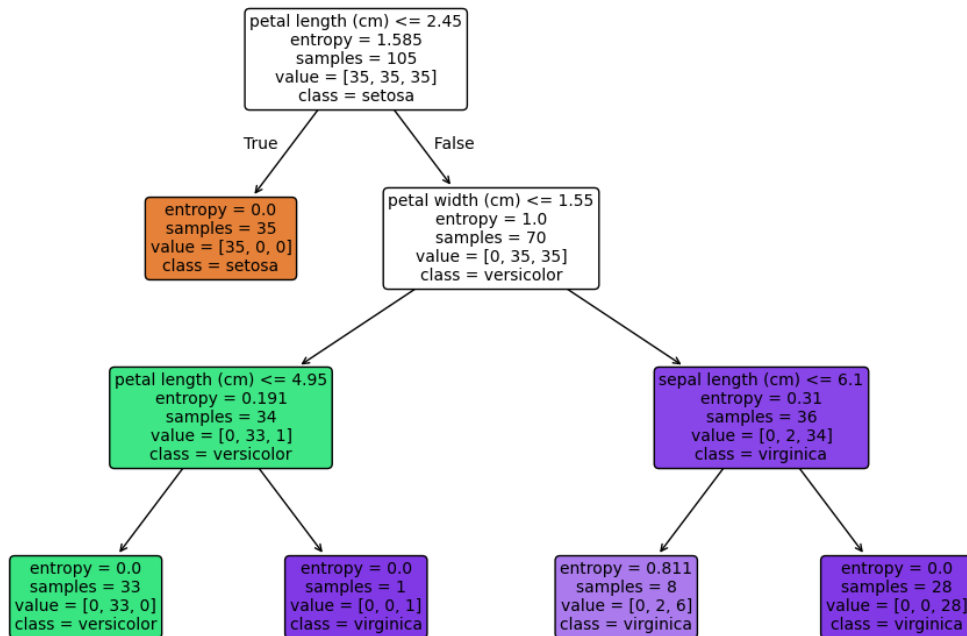 petal length (cm) <= 2.45
entropy = 1.585
samples = 105
value = [35, 35, 35]
class = setosa
True
False
entropy = 0.0
samples = 35
value = [35, 0, 0]
class = setosa
petal width (cm) <= 1.55
entropy = 1.0
samples = 70
value = [0, 35, 35]
class = versicolor
petal length (cm) <= 4.95
entropy = 0.191
samples = 34
value = [0, 33, 1]
class = versicolor
sepal length (cm) <= 6.1
entropy = 0.31
samples = 36
value = [0, 2, 34]
class = virginica
entropy = 0.0
samples = 33
value = [0, 33, 0]
class = versicolor
entropy = 0.0
samples = 1
value = [0, 0, 1]
class = virginica
entropy = 0.811
samples = 8
value = [0, 2, 6]
class = virginica
entropy = 0.0
samples = 28
value = [0, 0, 28]
class = virginica